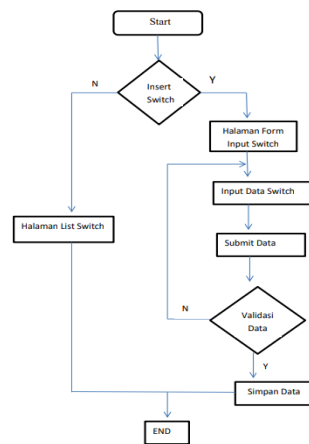 Start
N
Insert
Switch
Y
Halaman Form
Input Switch
Input Data Switch
Halaman List Switch
Submit Data
N
Validasi
Data
Y
Simpan Data
END